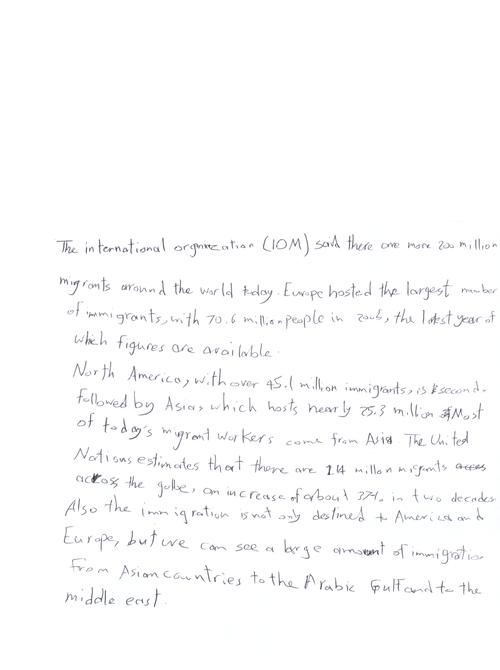 The international orgnazation (IOM) said there are more 200 million
migrants around the world today. Europe hosted the largest number
of immigrants, with 70.6 million people in 2005, the latest year of
which figures are available.
North America, with over 45.1 million immigrants, is second.
followed by Asia, which hosts nearly 25.3 million Most
of today's migrant workers come from Asia The United
Nations estimates that there are 214 millon migrants
across the golbe, an increase of about 37% in two decades
Also the immigration is not only destined to America and
Europe, but we can see a large amount of immigration
From Asian countries to the Arabic Gulf and to the
middle east.